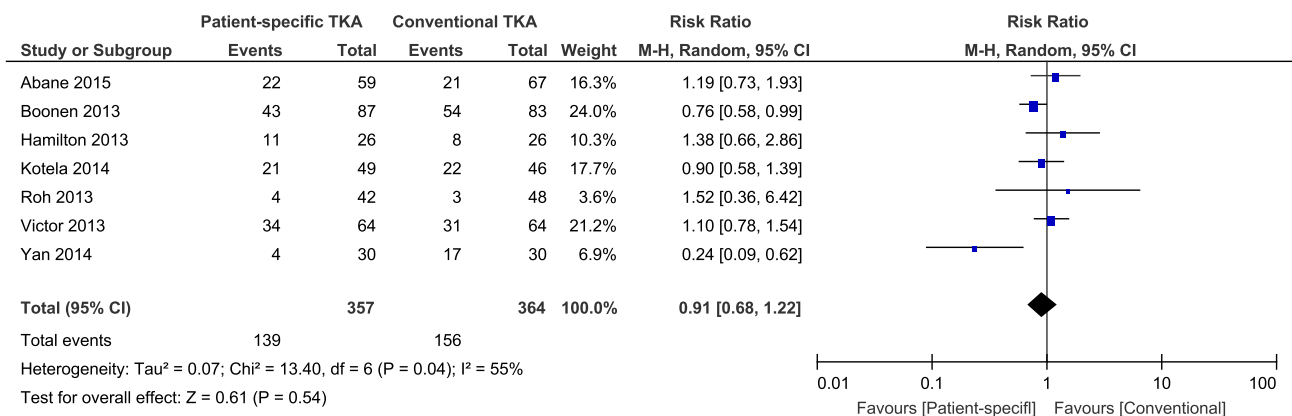 Patient-specific TKA Conventional TKA Risk Ratio Risk Ratio
Study or Subgroup Events Total Events Total Weight M-H, Random, 95% CI M-H, Random, 95% CI
Abane 2015 22 59 21 67 16.3% 1.19 [0.73, 1.93]
Boonen 2013 43 87 54 83 24.0% 0.76 [0.58, 0.99]
Hamilton 2013 11 26 8 26 10.3% 1.38 [0.66, 2.86]
Kotela 2014 21 49 22 46 17.7% 0.90 [0.58, 1.39]
Roh 2013 4 42 3 48 3.6% 1.52 [0.36, 6.42]
Victor 2013 34 64 31 64 21.2% 1.10 [0.78, 1.54]
Yan 2014 4 30 17 30 6.9% 0.24 [0.09, 0.62]
Total (95% CI) 357 364 100.0% 0.91 [0.68, 1.22]
Total events 139 156
Heterogeneity: Tau² = 0.07; Chi² = 13.40, df = 6 (P = 0.04); I² = 55%
Test for overall effect: Z = 0.61 (P = 0.54)
0.01 0.1 1 10 100
Favours [Patient-specifl] Favours [Conventional]